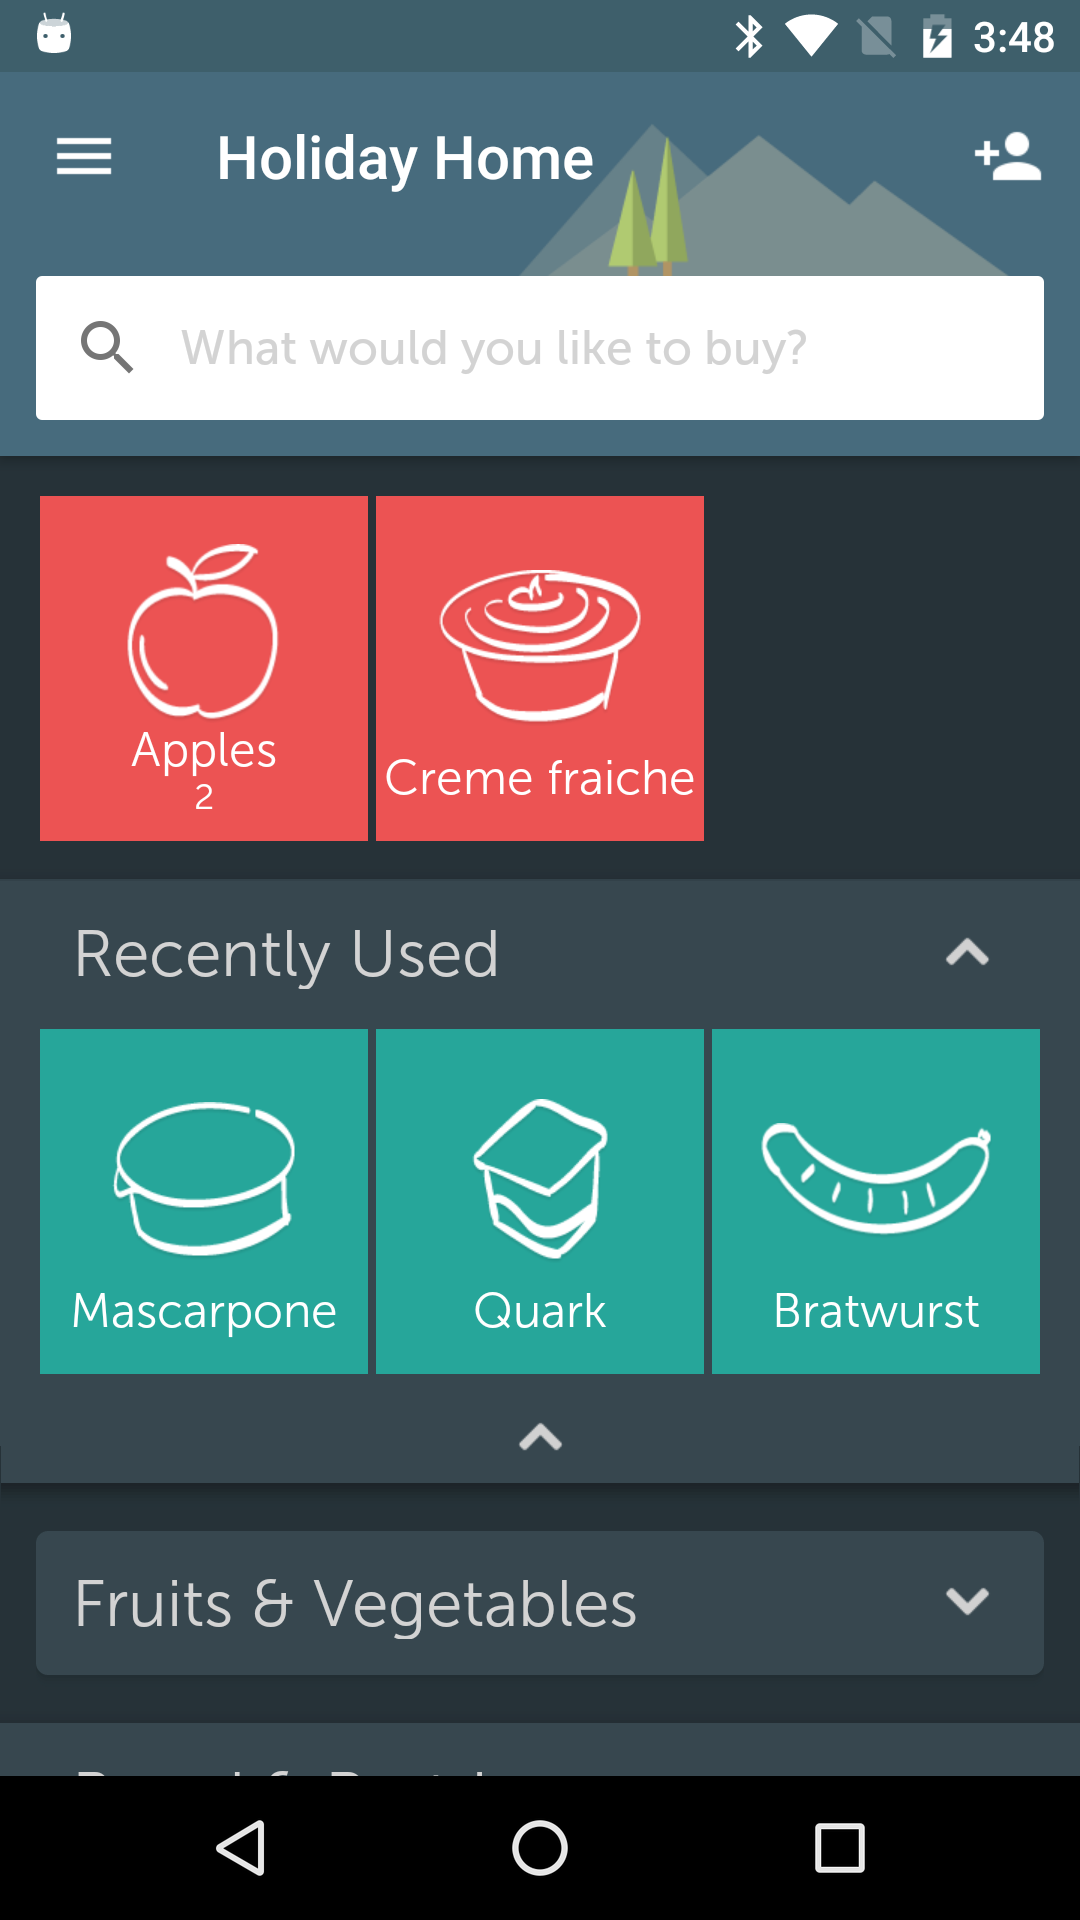 3:48
Holiday Home
What would you like to buy?
Apples
2
Creme fraiche
Recently Used
Mascarpone
Quark
Bratwurst
Fruits & Vegetables